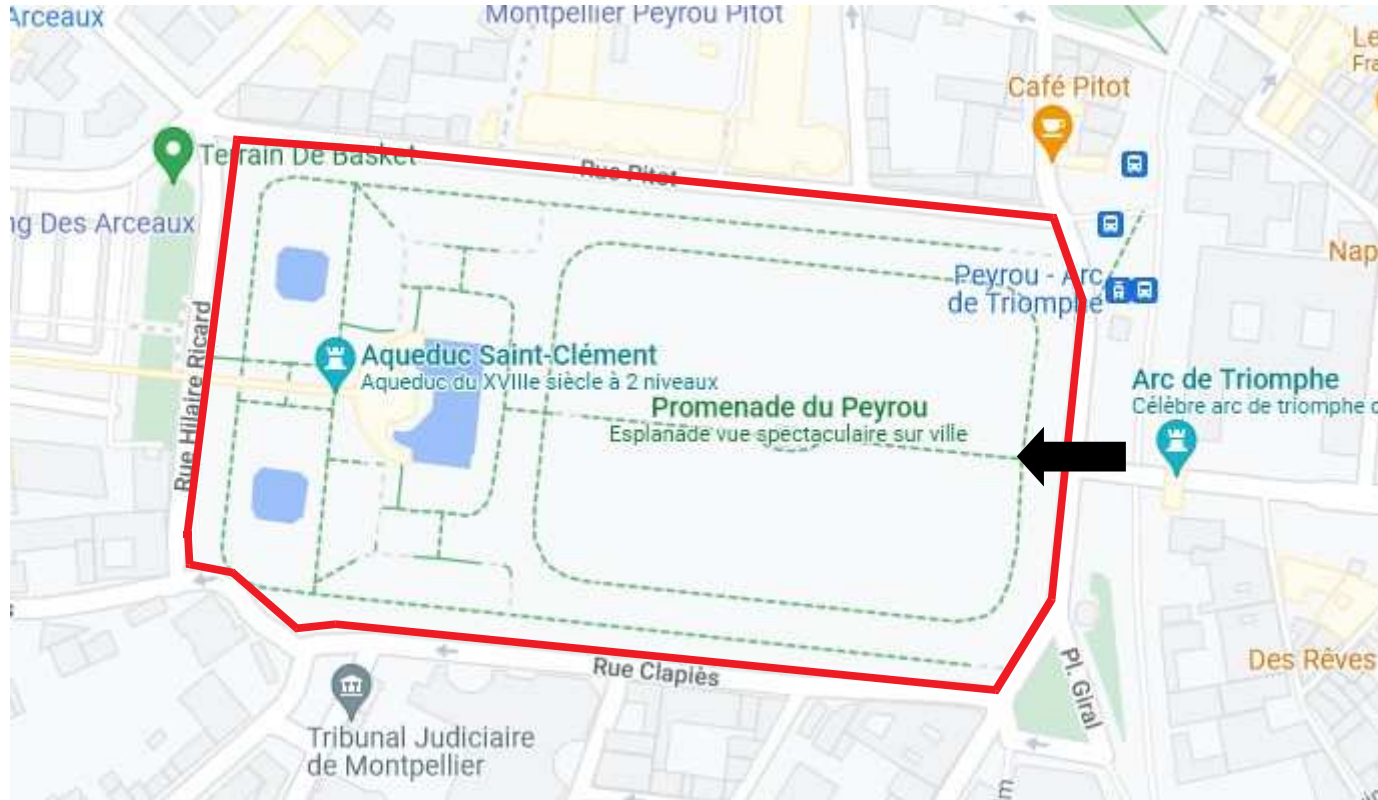 Arceaux
Montpellier Peyrou Pitot
Le
Fra
Café Pitot
Terrain De Basket
Rue Pitot
ng Des Arceaux
Nap
Peyrou - Arc
de Triomphe
Rue Hilaire Ricard
Aqueduc Saint-Clément
Aqueduc du XVIIIe siècle à 2 niveaux
Arc de Triomphe
Célèbre arc de triomphe d
Promenade du Peyrou
Esplanade vue spectaculaire sur ville
Rue Claplès
Pl. Giral
Des Rêves
Tribunal Judiciaire
de Montpellier